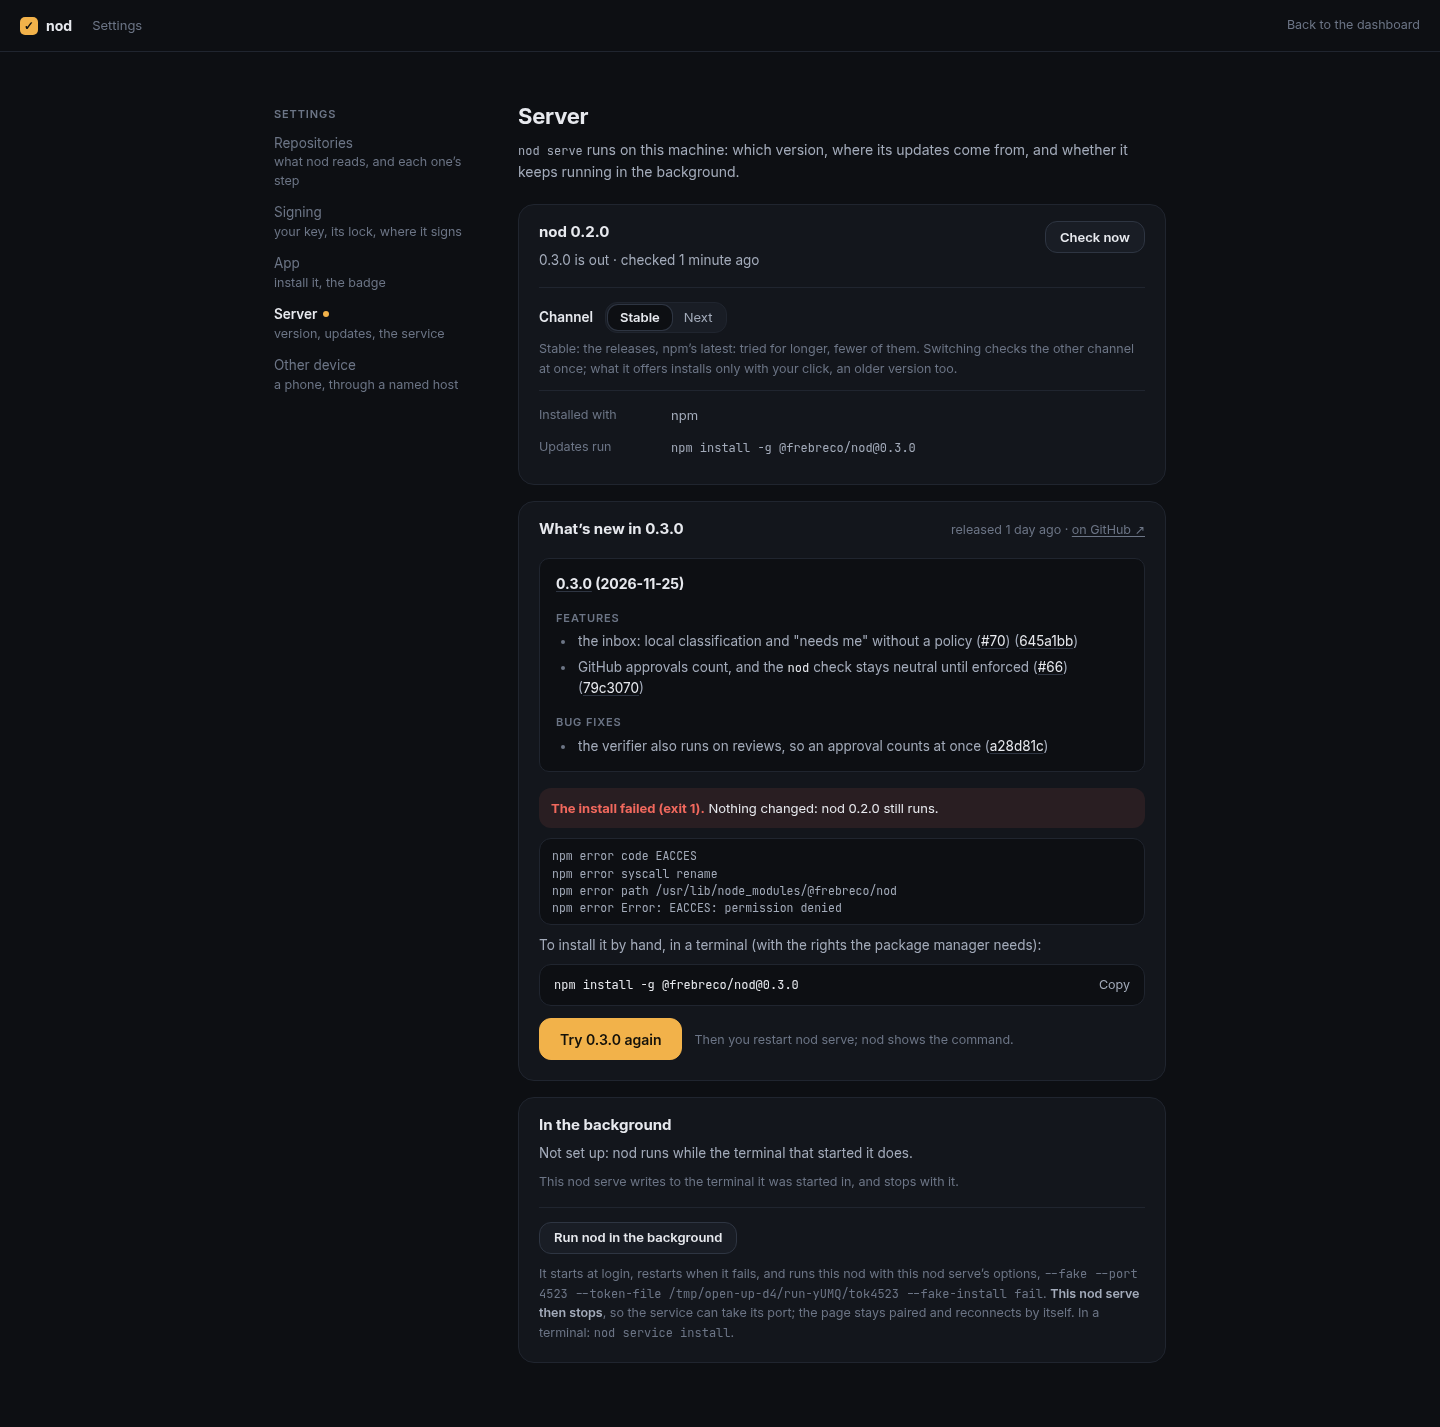 ✓ nod Settings Back to the dashboard
SETTINGS
Repositories
what nod reads, and each one’s
step
Signing
your key, its lock, where it signs
App
install it, the badge
Server
version, updates, the service
Other device
a phone, through a named host
Server
nod serve runs on this machine: which version, where its updates come from, and whether it
keeps running in the background.
nod 0.2.0
Check now
0.3.0 is out · checked 1 minute ago
Channel Stable Next
Stable: the releases, npm’s latest: tried for longer, fewer of them. Switching checks the other channel
at once; what it offers installs only with your click, an older version too.
Installed with npm
Updates run npm install -g @frebreco/nod@0.3.0
What’s new in 0.3.0 released 1 day ago · on GitHub ↗
0.3.0 (2026-11-25)
FEATURES
• the inbox: local classification and "needs me" without a policy (#70) (645a1bb)
• GitHub approvals count, and the nod check stays neutral until enforced (#66)
(79c3070)
BUG FIXES
• the verifier also runs on reviews, so an approval counts at once (a28d81c)
The install failed (exit 1). Nothing changed: nod 0.2.0 still runs.
npm error code EACCES
npm error syscall rename
npm error path /usr/lib/node_modules/@frebreco/nod
npm error Error: EACCES: permission denied
To install it by hand, in a terminal (with the rights the package manager needs):
npm install -g @frebreco/nod@0.3.0 Copy
Try 0.3.0 again Then you restart nod serve; nod shows the command.
In the background
Not set up: nod runs while the terminal that started it does.
This nod serve writes to the terminal it was started in, and stops with it.
Run nod in the background
It starts at login, restarts when it fails, and runs this nod with this nod serve’s options, --fake --port
4523 --token-file /tmp/open-up-d4/run-yUMQ/tok4523 --fake-install fail. This nod serve
then stops, so the service can take its port; the page stays paired and reconnects by itself. In a
terminal: nod service install.